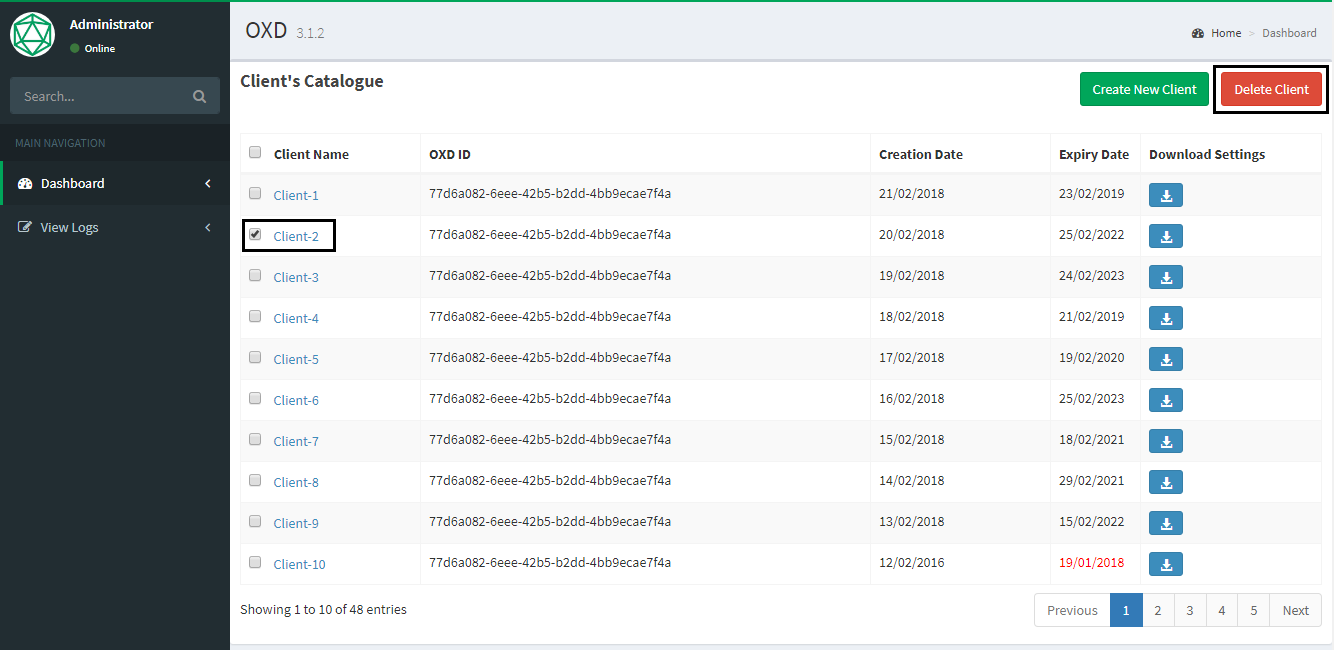 Administrator
Online
Search...
MAIN NAVIGATION
Dashboard
View Logs
OXD 3.1.2
Home > Dashboard
Client's Catalogue
Create New Client Delete Client
Client Name OXD ID Creation Date Expiry Date Download Settings
Client-1 77d6a082-6eee-42b5-b2dd-4bb9ecae7f4a 21/02/2018 23/02/2019
Client-2 77d6a082-6eee-42b5-b2dd-4bb9ecae7f4a 20/02/2018 25/02/2022
Client-3 77d6a082-6eee-42b5-b2dd-4bb9ecae7f4a 19/02/2018 24/02/2023
Client-4 77d6a082-6eee-42b5-b2dd-4bb9ecae7f4a 18/02/2018 21/02/2019
Client-5 77d6a082-6eee-42b5-b2dd-4bb9ecae7f4a 17/02/2018 19/02/2020
Client-6 77d6a082-6eee-42b5-b2dd-4bb9ecae7f4a 16/02/2018 25/02/2023
Client-7 77d6a082-6eee-42b5-b2dd-4bb9ecae7f4a 15/02/2018 18/02/2021
Client-8 77d6a082-6eee-42b5-b2dd-4bb9ecae7f4a 14/02/2018 29/02/2021
Client-9 77d6a082-6eee-42b5-b2dd-4bb9ecae7f4a 13/02/2018 15/02/2022
Client-10 77d6a082-6eee-42b5-b2dd-4bb9ecae7f4a 12/02/2016 19/01/2018
Showing 1 to 10 of 48 entries
Previous 1 2 3 4 5 Next